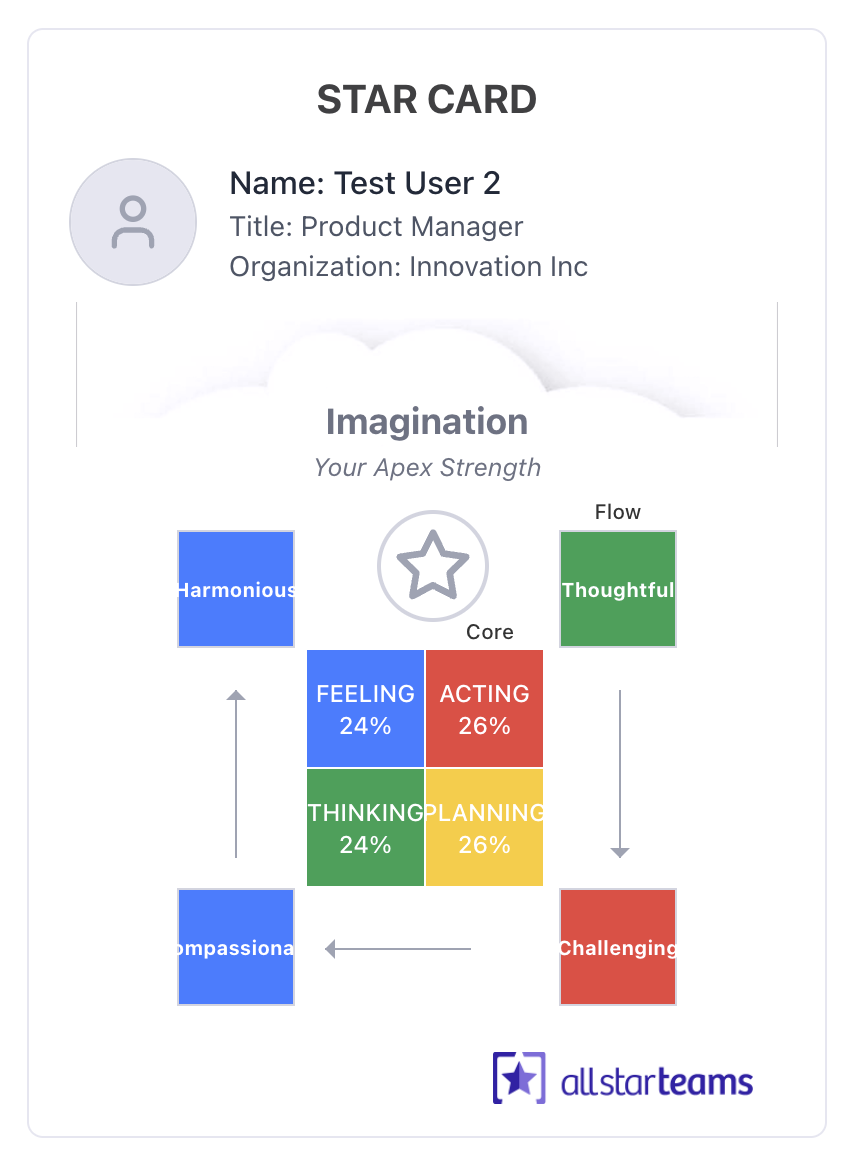 STAR CARD
Name: Test User 2
Title: Product Manager
Organization: Innovation Inc
Imagination
Your Apex Strength
Flow
Harmonious
Thoughtful
Core
FEELING
24%
ACTING
26%
THINKING
24%
PLANNING
26%
ompassiona
Challenging
allstarteams